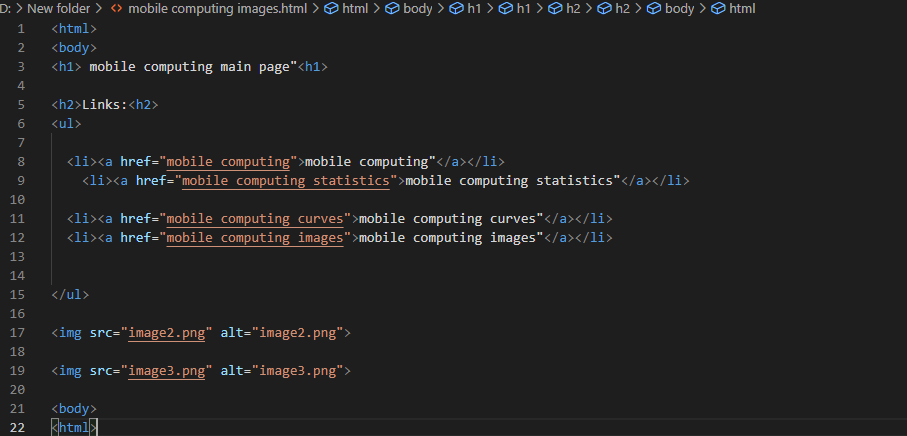 D: > New folder > <> mobile computing images.html > html > body > h1 > h1 > h2 > h2 > body > html
1 <html>
2 <body>
3 <h1> mobile computing main page"<h1>
4
5 <h2>Links:<h2>
6 <ul>
7
8 <li><a href="mobile computing">mobile computing"</a></li>
9 <li><a href="mobile computing statistics">mobile computing statistics"</a></li>
10
11 <li><a href="mobile computing curves">mobile computing curves"</a></li>
12 <li><a href="mobile computing images">mobile computing images"</a></li>
13
14
15 </ul>
16
17 <img src="image2.png" alt="image2.png">
18
19 <img src="image3.png" alt="image3.png">
20
21 <body>
22 <html>